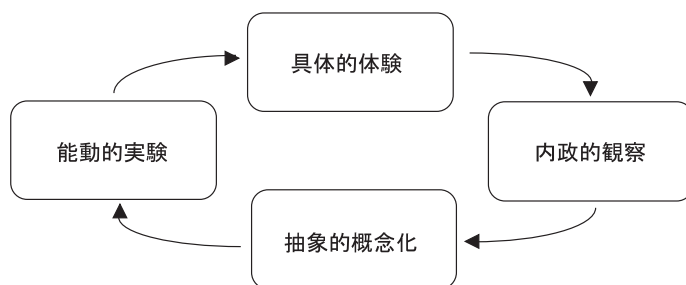 具体的体験
能動的実験
内政的観察
抽象的概念化